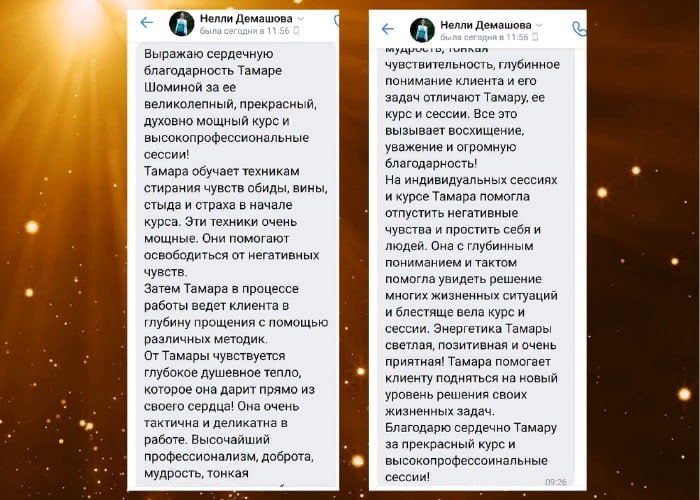 Нелли Демашова
была сегодня в 11:56
Выражаю сердечную
благодарность Тамаре
Шоминой за ее
великолепный, прекрасный,
духовно мощный курс и
высокопрофессиональные
сессии!
Тамара обучает техникам
стирания чувств обиды, вины,
стыда и страха в начале
курса. Эти техники очень
мощные. Они помогают
освободиться от негативных
чувств.
Затем Тамара в процессе
работы ведет клиента в
глубину прощения с помощью
различных методик.
От Тамары чувствуется
глубокое душевное тепло,
которое она дарит прямо из
своего сердца! Она очень
тактична и деликатна в
работе. Высочайший
профессионализм, доброта,
мудрость, тонкая
Нелли Демашова
была сегодня в 11:56
мудрость, тонкая
чувствительность, глубинное
понимание клиента и его
задач отличают Тамару, ее
курс и сессии. Все это
вызывает восхищение,
уважение и огромную
благодарность!
На индивидуальных сессиях
и курсе Тамара помогла
отпустить негативные
чувства и простить себя и
людей. Она с глубинным
пониманием и тактом
помогла увидеть решение
многих жизненных ситуаций
и блестяще вела курс и
сессии. Энергетика Тамары
светлая, позитивная и очень
приятная! Тамара помогает
клиенту подняться на новый
уровень решения своих
жизненных задач.
Благодарю сердечно Тамару
за прекрасный курс и
высокопрофессоинальные
сессии!
09:26